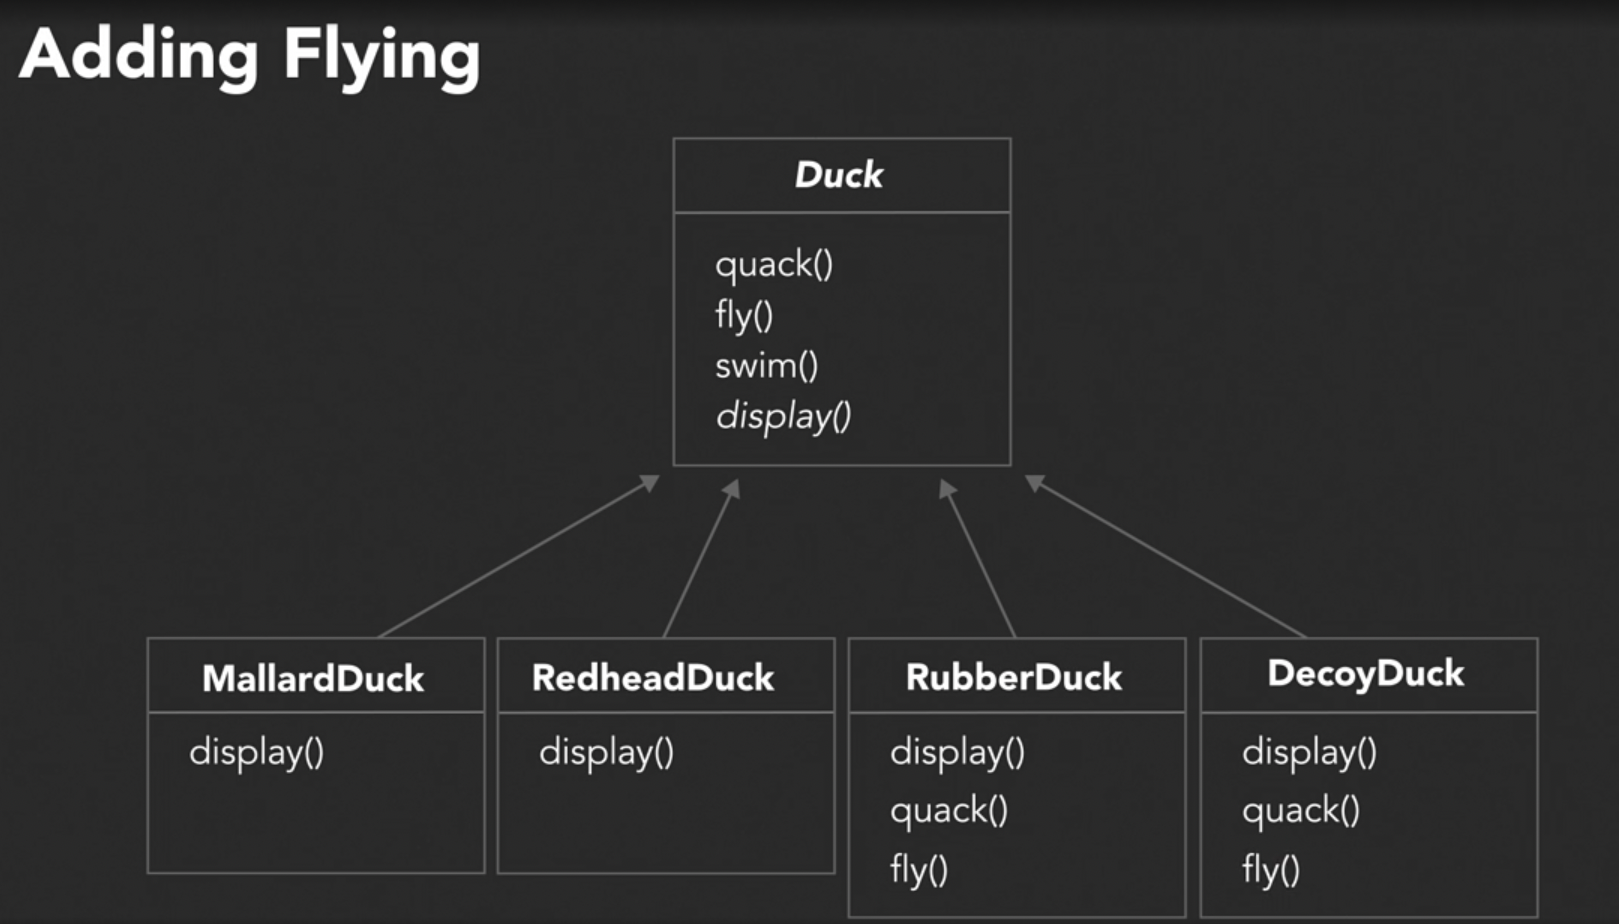 Adding Flying
Duck
quack()
fly()
swim()
display()
MallardDuck
display()
RedheadDuck
display()
RubberDuck
display()
quack()
fly()
DecoyDuck
display()
quack()
fly()